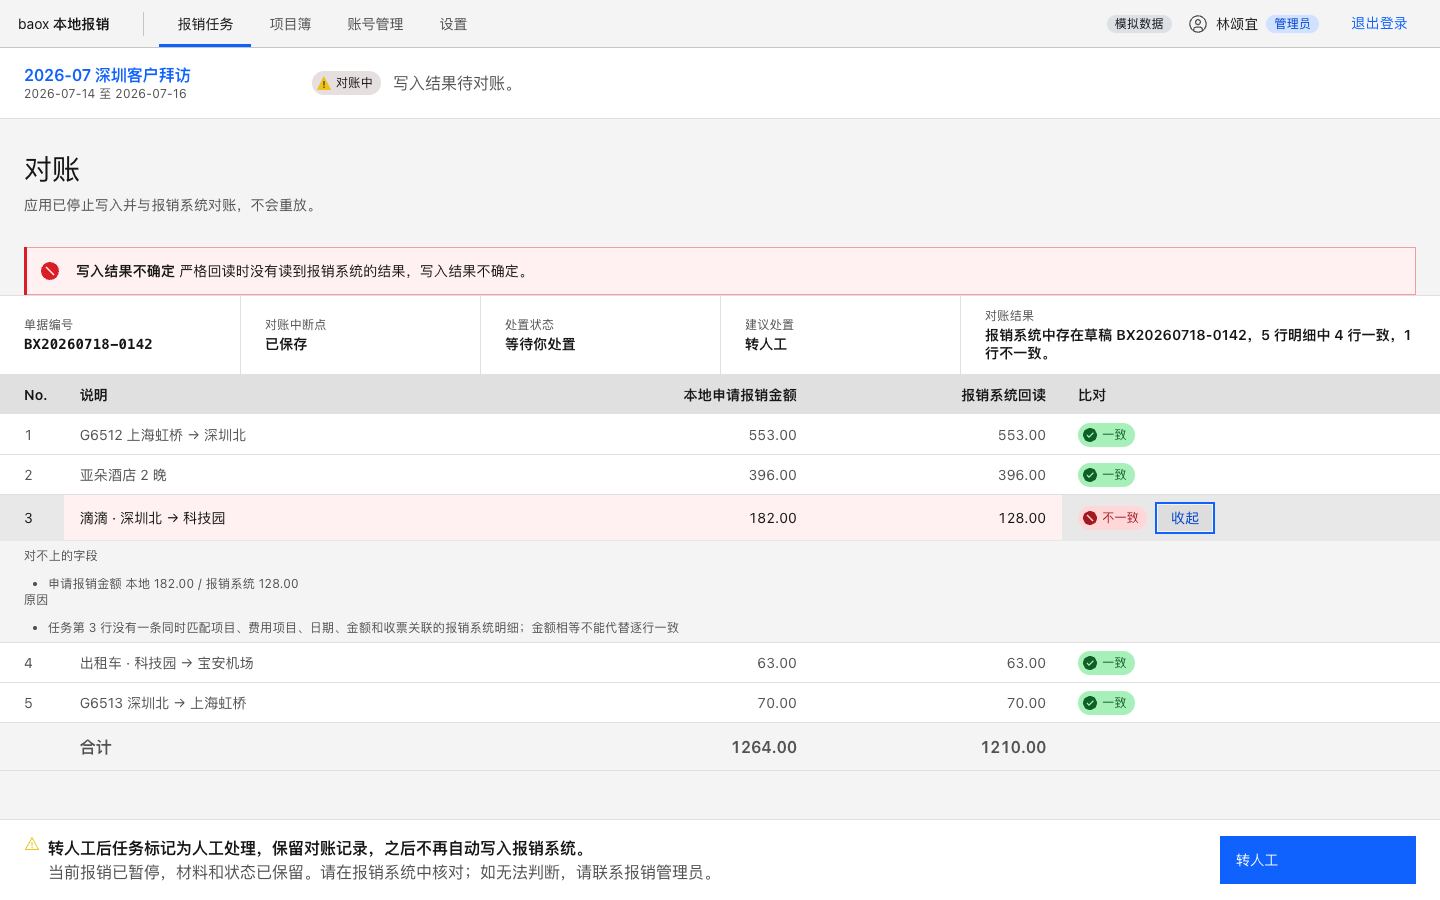 baox 本地报销
报销任务
项目簿
账号管理
设置
模拟数据
林颂宜
管理员
退出登录
2026-07 深圳客户拜访
2026-07-14 至 2026-07-16
对账中
写入结果待对账。
对账
应用已停止写入并与报销系统对账，不会重放。
写入结果不确定 严格回读时没有读到报销系统的结果，写入结果不确定。
单据编号
BX20260718-0142
对账中断点
已保存
处置状态
等待你处置
建议处置
转人工
对账结果
报销系统中存在草稿 BX20260718-0142，5 行明细中 4 行一致，1
行不一致。
No. 说明 本地申请报销金额 报销系统回读 比对
1 G6512 上海虹桥 → 深圳北 553.00 553.00 一致
2 亚朵酒店 2 晚 396.00 396.00 一致
3 滴滴 · 深圳北 → 科技园 182.00 128.00 不一致 收起
对不上的字段
• 申请报销金额 本地 182.00 / 报销系统 128.00
原因
• 任务第 3 行没有一条同时匹配项目、费用项目、日期、金额和收票关联的报销系统明细；金额相等不能代替逐行一致
4 出租车 · 科技园 → 宝安机场 63.00 63.00 一致
5 G6513 深圳北 → 上海虹桥 70.00 70.00 一致
合计 1264.00 1210.00
转人工后任务标记为人工处理，保留对账记录，之后不再自动写入报销系统。
当前报销已暂停，材料和状态已保留。请在报销系统中核对；如无法判断，请联系报销管理员。
转人工